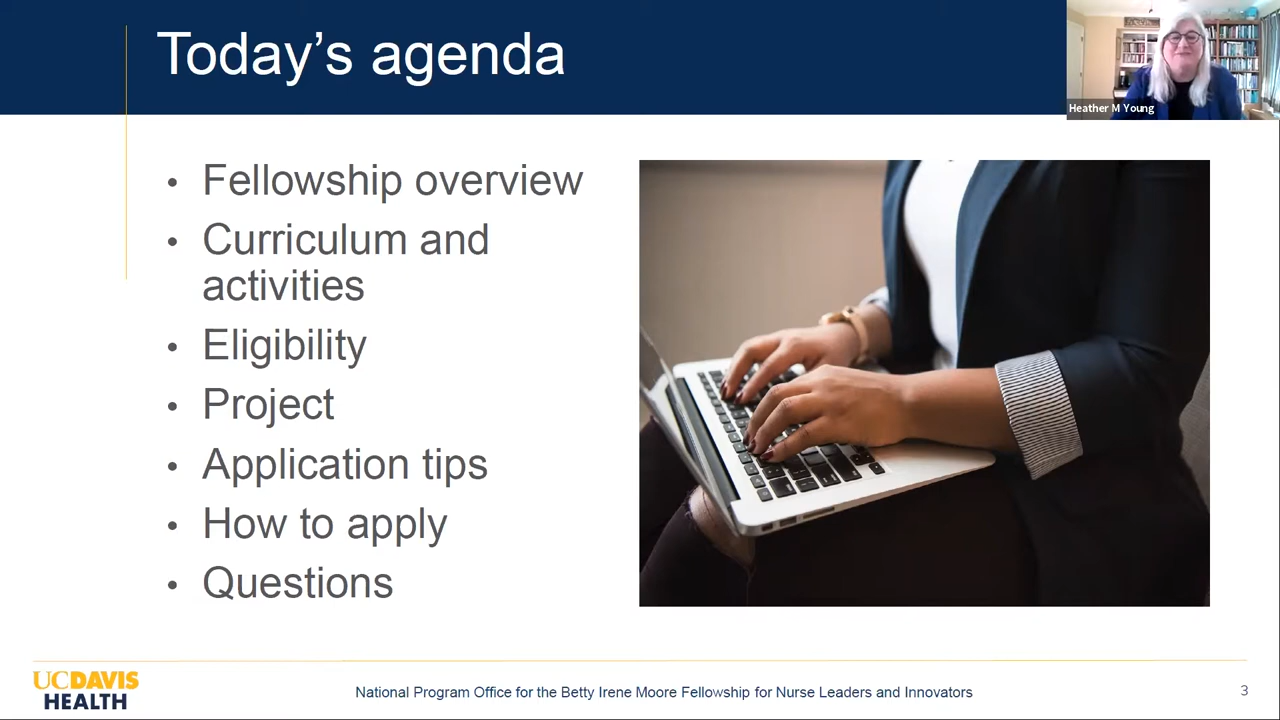 Today's agenda
Heather M Young
• Fellowship overview
• Curriculum and
activities
• Eligibility
• Project
• Application tips
• How to apply
• Questions
UCDAVIS
HEALTH
National Program Office for the Betty Irene Moore Fellowship for Nurse Leaders and Innovators
3